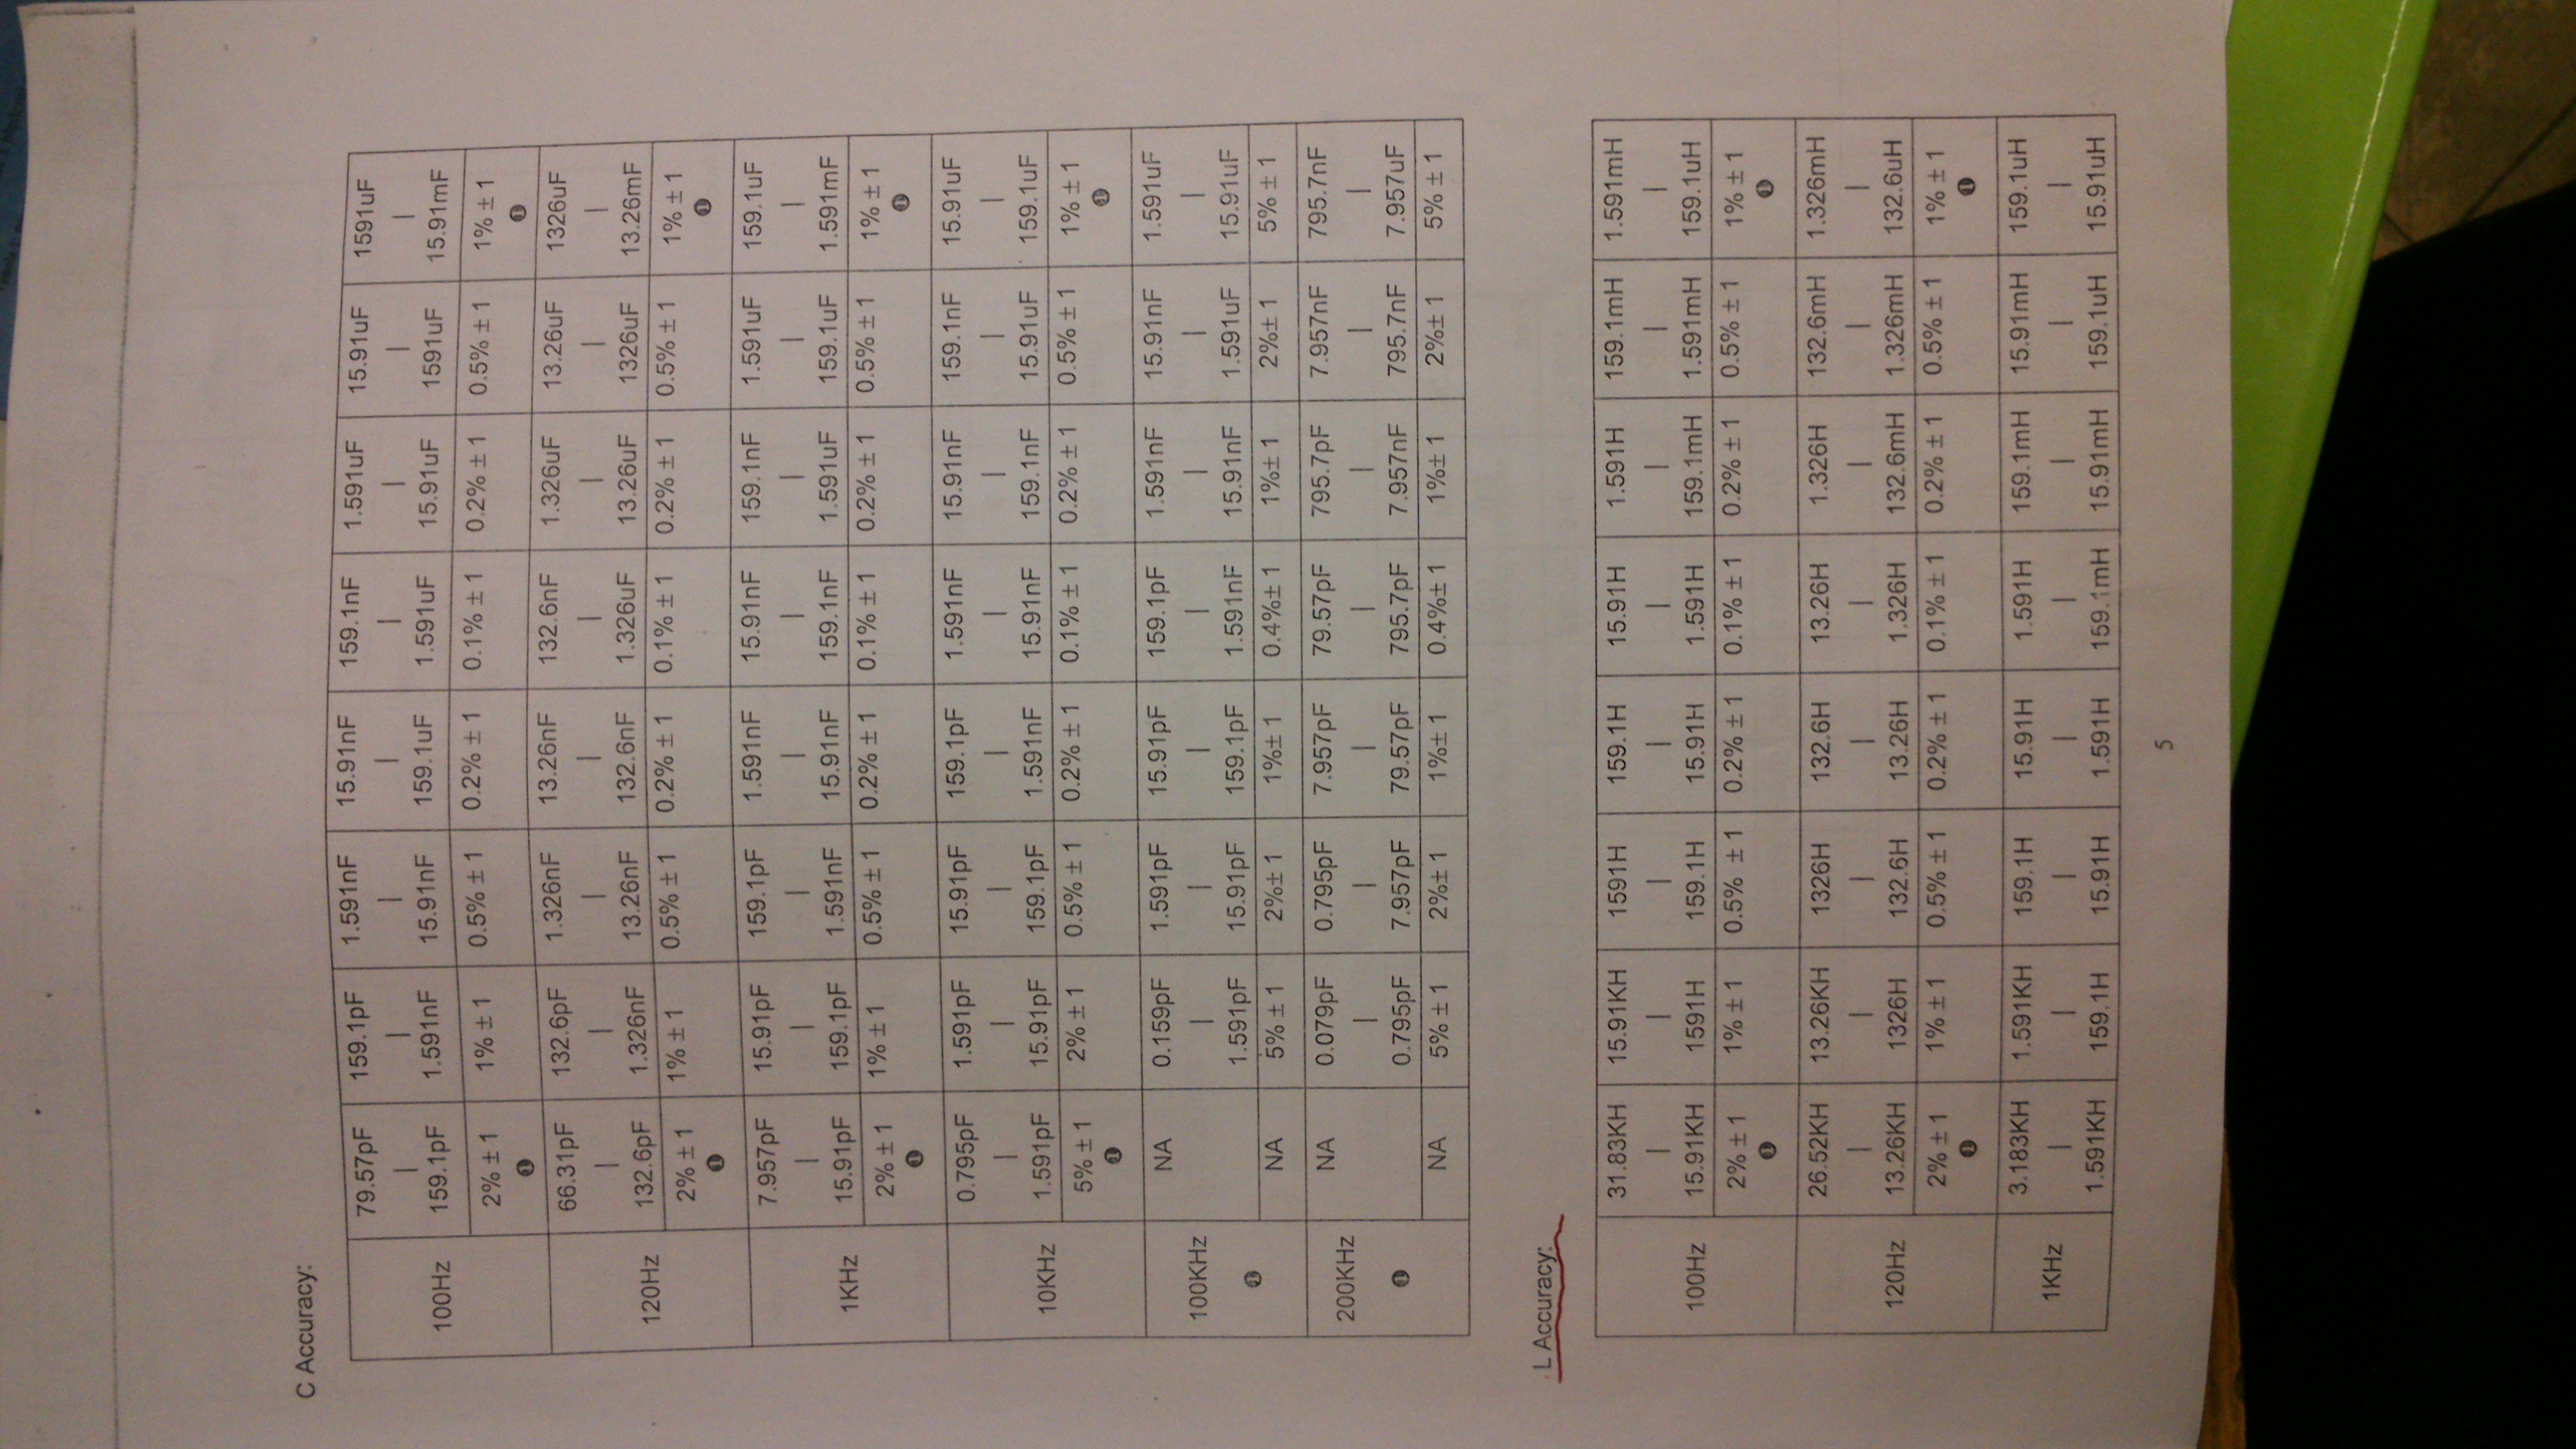 C Accuracy:
79.57pF 159.1pF 1.591nF 15.91nF 159.1nF 1.591uF 15.91uF 1591uF
| | | | | | | |
100Hz 159.1pF 1.591nF 15.91nF 159.1uF 1.591uF 15.91uF 1591uF 15.91mF
2% ± 1 1% ± 1 0.5% ± 1 0.2% ± 1 0.1% ± 1 0.2% ± 1 0.5% ± 1 1% ± 1
❶ ❶
66.31pF 132.6pF 1.326nF 13.26nF 132.6nF 1.326uF 13.26uF 1326uF
| | | | | | | |
120Hz 132.6pF 1.326nF 13.26nF 132.6nF 1.326uF 13.26uF 1326uF 13.26mF
2% ± 1 1% ± 1 0.5% ± 1 0.2% ± 1 0.1% ± 1 0.2% ± 1 0.5% ± 1 1% ± 1
❶ ❶
7.957pF 15.91pF 159.1pF 1.591nF 15.91nF 159.1nF 1.591uF 159.1uF
| | | | | | | |
1KHz 15.91pF 159.1pF 1.591nF 15.91nF 159.1nF 1.591uF 159.1uF 1.591mF
2% ± 1 1% ± 1 0.5% ± 1 0.2% ± 1 0.1% ± 1 0.2% ± 1 0.5% ± 1 1% ± 1
❶ ❶
0.795pF 1.591pF 15.91pF 159.1pF 1.591nF 15.91nF 159.1nF 15.91uF
| | | | | | | |
10KHz 1.591pF 15.91pF 159.1pF 1.591nF 15.91nF 159.1nF 15.91uF 159.1uF
5% ± 1 2% ± 1 0.5% ± 1 0.2% ± 1 0.1% ± 1 0.2% ± 1 0.5% ± 1 1% ± 1
❶ ❶
NA 0.159pF 1.591pF 15.91pF 159.1pF 1.591nF 15.91nF 1.591uF
100KHz | | | | | | |
❶ 1.591pF 15.91pF 159.1pF 1.591nF 15.91nF 1.591uF 15.91uF
NA 5% ± 1 2%± 1 1%± 1 0.4%± 1 1%± 1 2%± 1 5% ± 1
NA 0.079pF 0.795pF 7.957pF 79.57pF 795.7pF 7.957nF 795.7nF
200KHz | | | | | | |
❶ 0.795pF 7.957pF 79.57pF 795.7pF 7.957nF 795.7nF 7.957uF
NA 5% ± 1 2%± 1 1%± 1 0.4%± 1 1%± 1 2%± 1 5% ± 1
L Accuracy:
31.83KH 15.91KH 1591H 159.1H 15.91H 1.591H 159.1mH 1.591mH
| | | | | | | |
100Hz 15.91KH 1591H 159.1H 15.91H 1.591H 159.1mH 1.591mH 159.1uH
2% ± 1 1% ± 1 0.5% ± 1 0.2% ± 1 0.1% ± 1 0.2% ± 1 0.5% ± 1 1% ± 1
❶ ❶
26.52KH 13.26KH 1326H 132.6H 13.26H 1.326H 132.6mH 1.326mH
| | | | | | | |
120Hz 13.26KH 1326H 132.6H 13.26H 1.326H 132.6mH 1.326mH 132.6uH
2% ± 1 1% ± 1 0.5% ± 1 0.2% ± 1 0.1% ± 1 0.2% ± 1 0.5% ± 1 1% ± 1
❶ ❶
3.183KH 1.591KH 159.1H 15.91H 1.591H 159.1mH 15.91mH 159.1uH
1KHz | | | | | | | |
1.591KH 159.1H 15.91H 1.591H 159.1mH 15.91mH 159.1uH 15.91uH
5